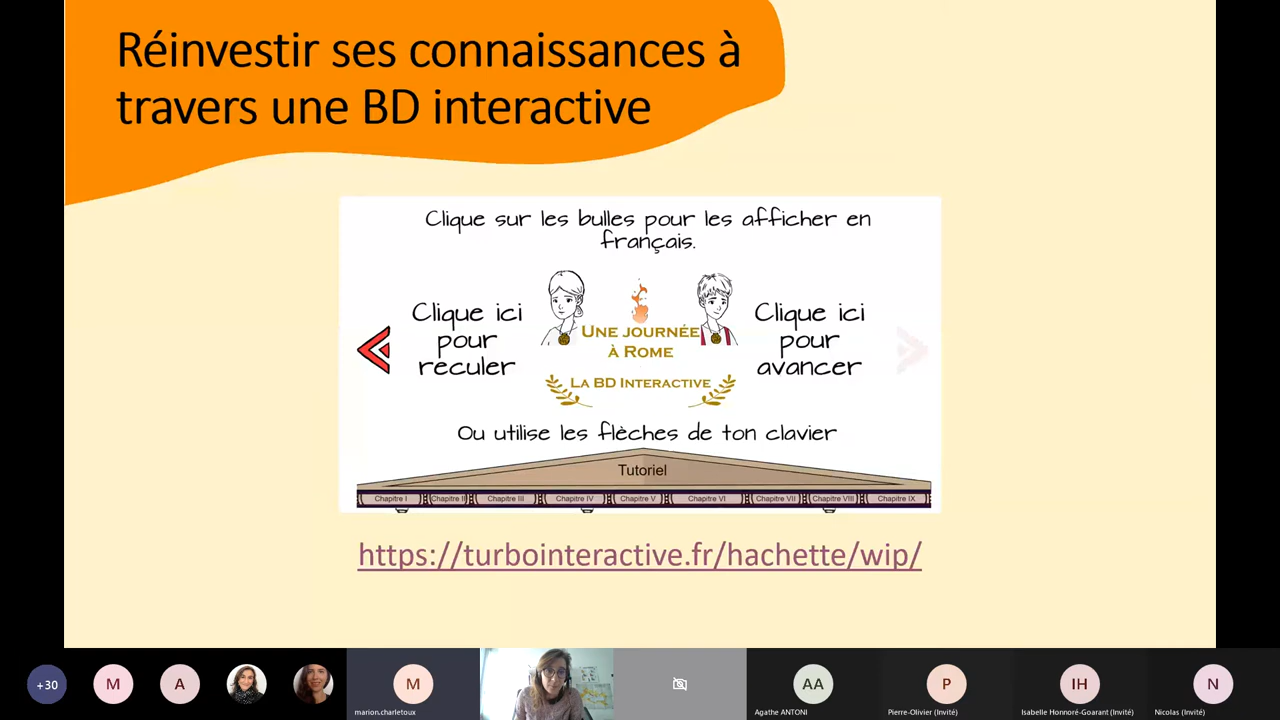 Réinvestir ses connaissances à
travers une BD interactive
Clique sur les bulles pour les afficher en
français.
Clique ici
pour
reculer
UNE JOURNÉE
À ROME
LA BD INTERACTIVE
Clique ici
pour
avancer
Ou utilise les flèches de ton clavier
Tutoriel
Chapitre I Chapitre II Chapitre III Chapitre IV Chapitre V Chapitre VI Chapitre VII Chapitre VIII Chapitre IX
https://turbointeractive.fr/hachette/wip/
+30 M A M AA P IH N
marion.charletoux Agathe ANTONI Pierre-Olivier (Invité) Isabelle Honnoré-Goarant (Invité) Nicolas (Invité)